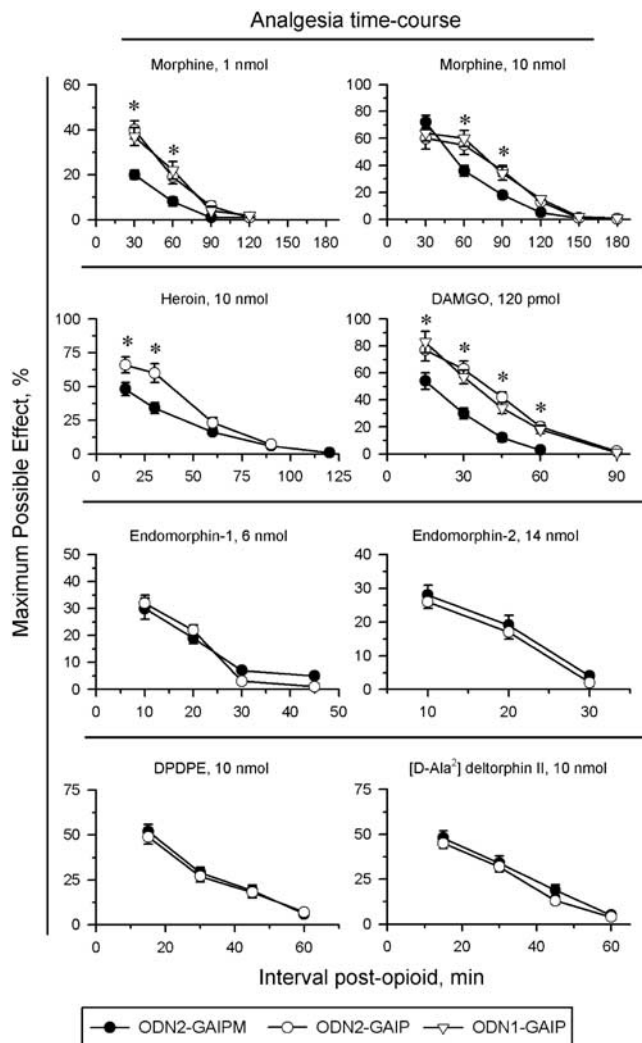 Analgesia time-course
Maximum Possible Effect, %
Morphine, 1 nmol
60
40
20
0
*
*
0 30 60 90 120 150 180
Morphine, 10 nmol
100
80
60
40
20
0
*
*
0 30 60 90 120 150 180
Heroin, 10 nmol
100
75
50
25
0
*
*
0 25 50 75 100 125
DAMGO, 120 pmol
100
80
60
40
20
0
*
*
*
*
0 15 30 45 60 75 90
Endomorphin-1, 6 nmol
50
40
30
20
10
0
0 10 20 30 40 50
Endomorphin-2, 14 nmol
40
30
20
10
0
0 10 20 30
DPDPE, 10 nmol
75
50
25
0
0 20 40 60
[D-Ala²] deltorphin II, 10 nmol
75
50
25
0
0 20 40 60
Interval post-opioid, min
ODN2-GAIPM ODN2-GAIP ODN1-GAIP